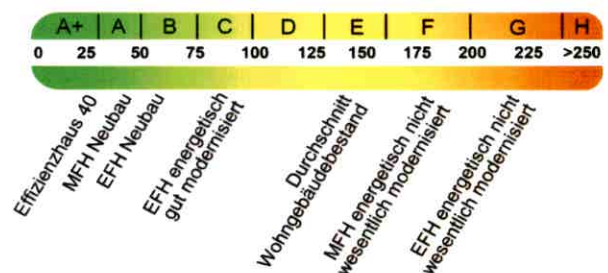 A+ A B C D E F G H
0 25 50 75 100 125 150 175 200 225 >250
Effizienzhaus 40
MFH Neubau
EFH Neubau
EFH energetisch
gut modernisiert
Durchschnitt
Wohngebäudebestand
MFH energetisch nicht
wesentlich modernisiert
EFH energetisch nicht
wesentlich modernisiert